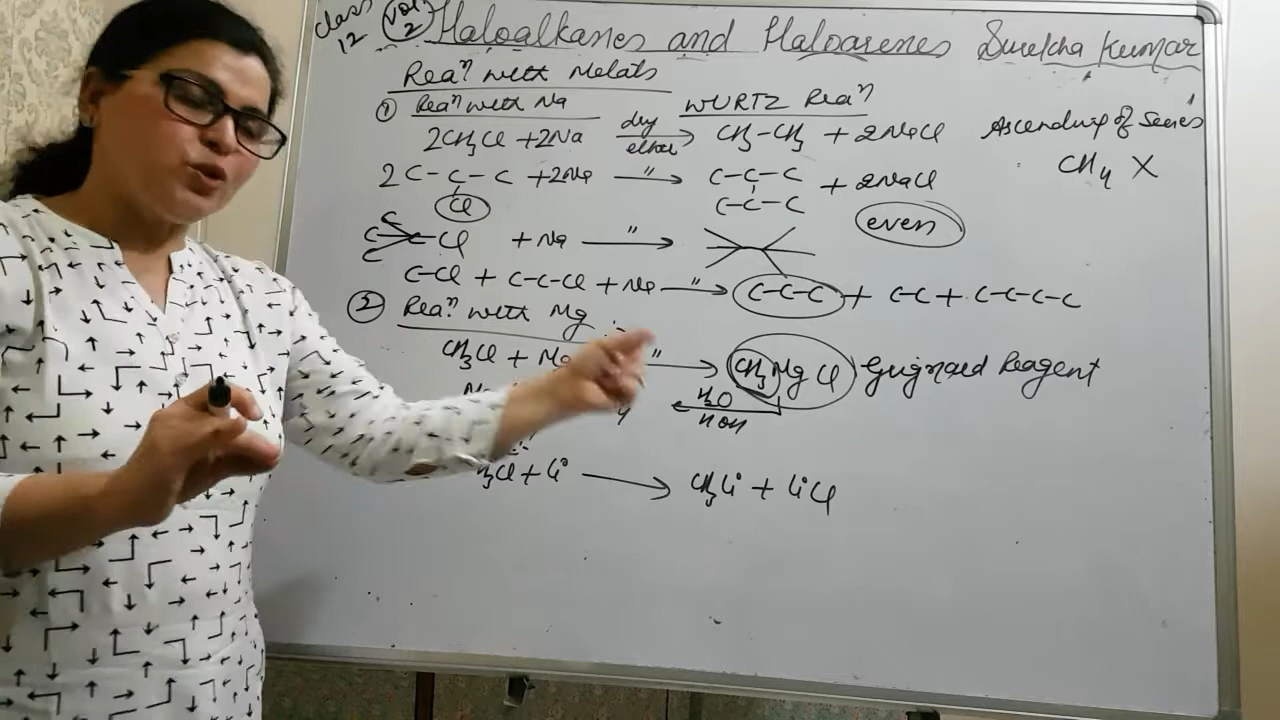 class 12 Vol 2 Haloalkanes and Haloarenes Surekha Kumar
Reaⁿ with Metals
① Reaⁿ with Na WURTZ Reaⁿ
2CH₃Cl + 2Na dry ether → CH₃-CH₃ + 2NaCl
Ascending of Series
CH₄ X
2 C-C-C + 2Na " → C-C-C + 2NaCl
Cl C-C-C
even
C
C C-Cl + Na " →
C
C-Cl + C-C-Cl + Na " → C-C-C + C-C + C-C-C-C
② Reaⁿ with Mg
CH₃Cl + " → CH₃MgCl Grignard Reagent
H₂O
HOH
H₃Cl + Li → CH₃Li + LiCl